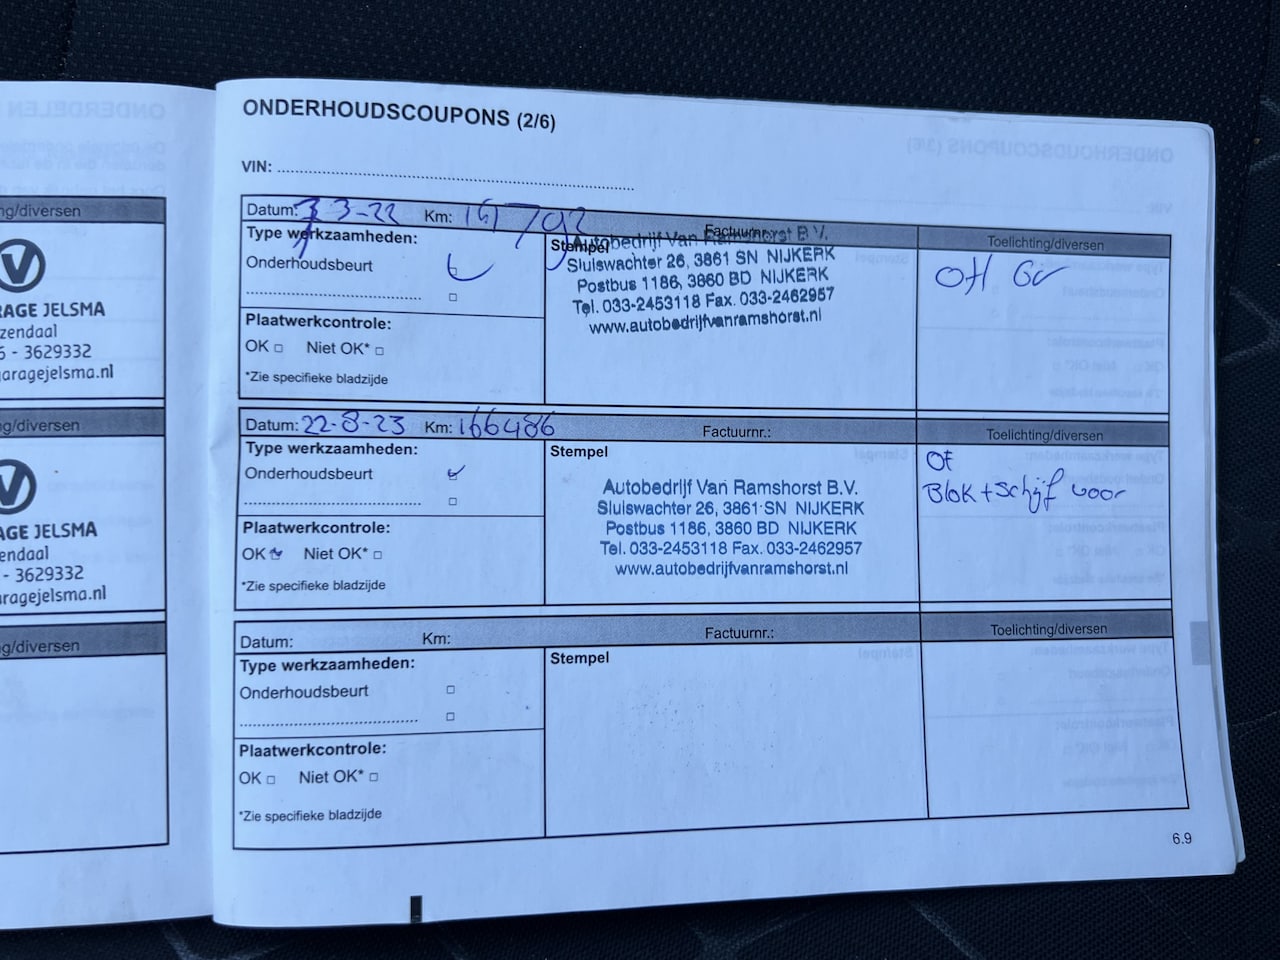 ng/diversen
RAGE JELSMA
zendaal
6 - 3629332
garagejelsma.nl
ng/diversen
AGE JELSMA
endaal
- 3629332
ragejelsma.nl
ng/diversen
ONDERHOUDSCOUPONS (2/6)
VIN:
Datum: 3-22 Km: Factuurnr.: Toelichting/diversen
Type werkzaamheden:
Onderhoudsbeurt
Plaatwerkcontrole:
OK Niet OK*
*Zie specifieke bladzijde
Stempel
Autobedrijf Van Ramshorst B.V.
Sluiswachter 26, 3861 SN NIJKERK
Postbus 1186, 3860 BD NIJKERK
Tel. 033-2453118 Fax. 033-2462957
www.autobedrijfvanramshorst.nl
OH Gr
Datum: 22-8-23 Km: 166486 Factuurnr.: Toelichting/diversen
Type werkzaamheden:
Onderhoudsbeurt
Plaatwerkcontrole:
OK Niet OK*
*Zie specifieke bladzijde
Stempel
Autobedrijf Van Ramshorst B.V.
Sluiswachter 26, 3861 SN NIJKERK
Postbus 1186, 3860 BD NIJKERK
Tel. 033-2453118 Fax. 033-2462957
www.autobedrijfvanramshorst.nl
Blok + Schijf voor
Datum: Km: Factuurnr.: Toelichting/diversen
Type werkzaamheden:
Onderhoudsbeurt
Plaatwerkcontrole:
OK Niet OK*
*Zie specifieke bladzijde
Stempel
6.9